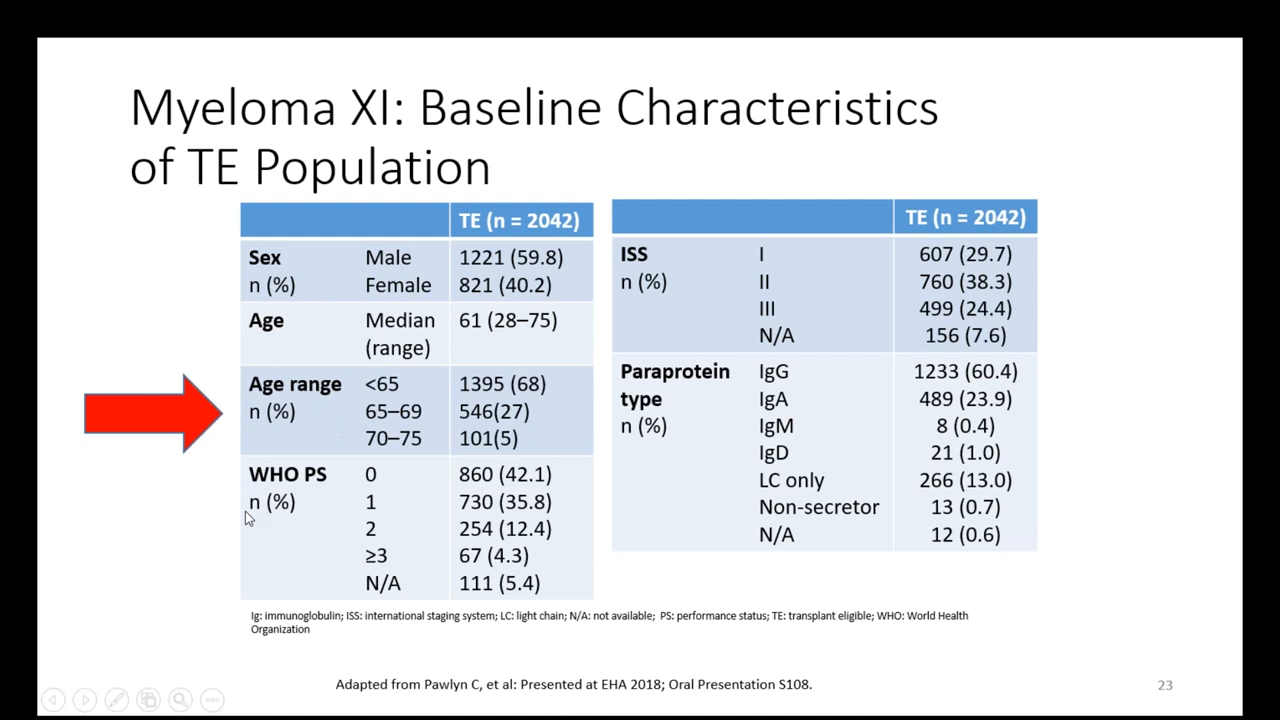 Myeloma XI: Baseline Characteristics
of TE Population
TE (n = 2042)
Sex Male 1221 (59.8)
n (%) Female 821 (40.2)
Age Median 61 (28–75)
(range)
Age range <65 1395 (68)
n (%) 65–69 546(27)
70–75 101(5)
WHO PS 0 860 (42.1)
n (%) 1 730 (35.8)
2 254 (12.4)
≥3 67 (4.3)
N/A 111 (5.4)
TE (n = 2042)
ISS I 607 (29.7)
n (%) II 760 (38.3)
III 499 (24.4)
N/A 156 (7.6)
Paraprotein IgG 1233 (60.4)
type IgA 489 (23.9)
n (%) IgM 8 (0.4)
IgD 21 (1.0)
LC only 266 (13.0)
Non-secretor 13 (0.7)
N/A 12 (0.6)
Ig: immunoglobulin; ISS: international staging system; LC: light chain; N/A: not available; PS: performance status; TE: transplant eligible; WHO: World Health
Organization
Adapted from Pawlyn C, et al: Presented at EHA 2018; Oral Presentation S108.
23